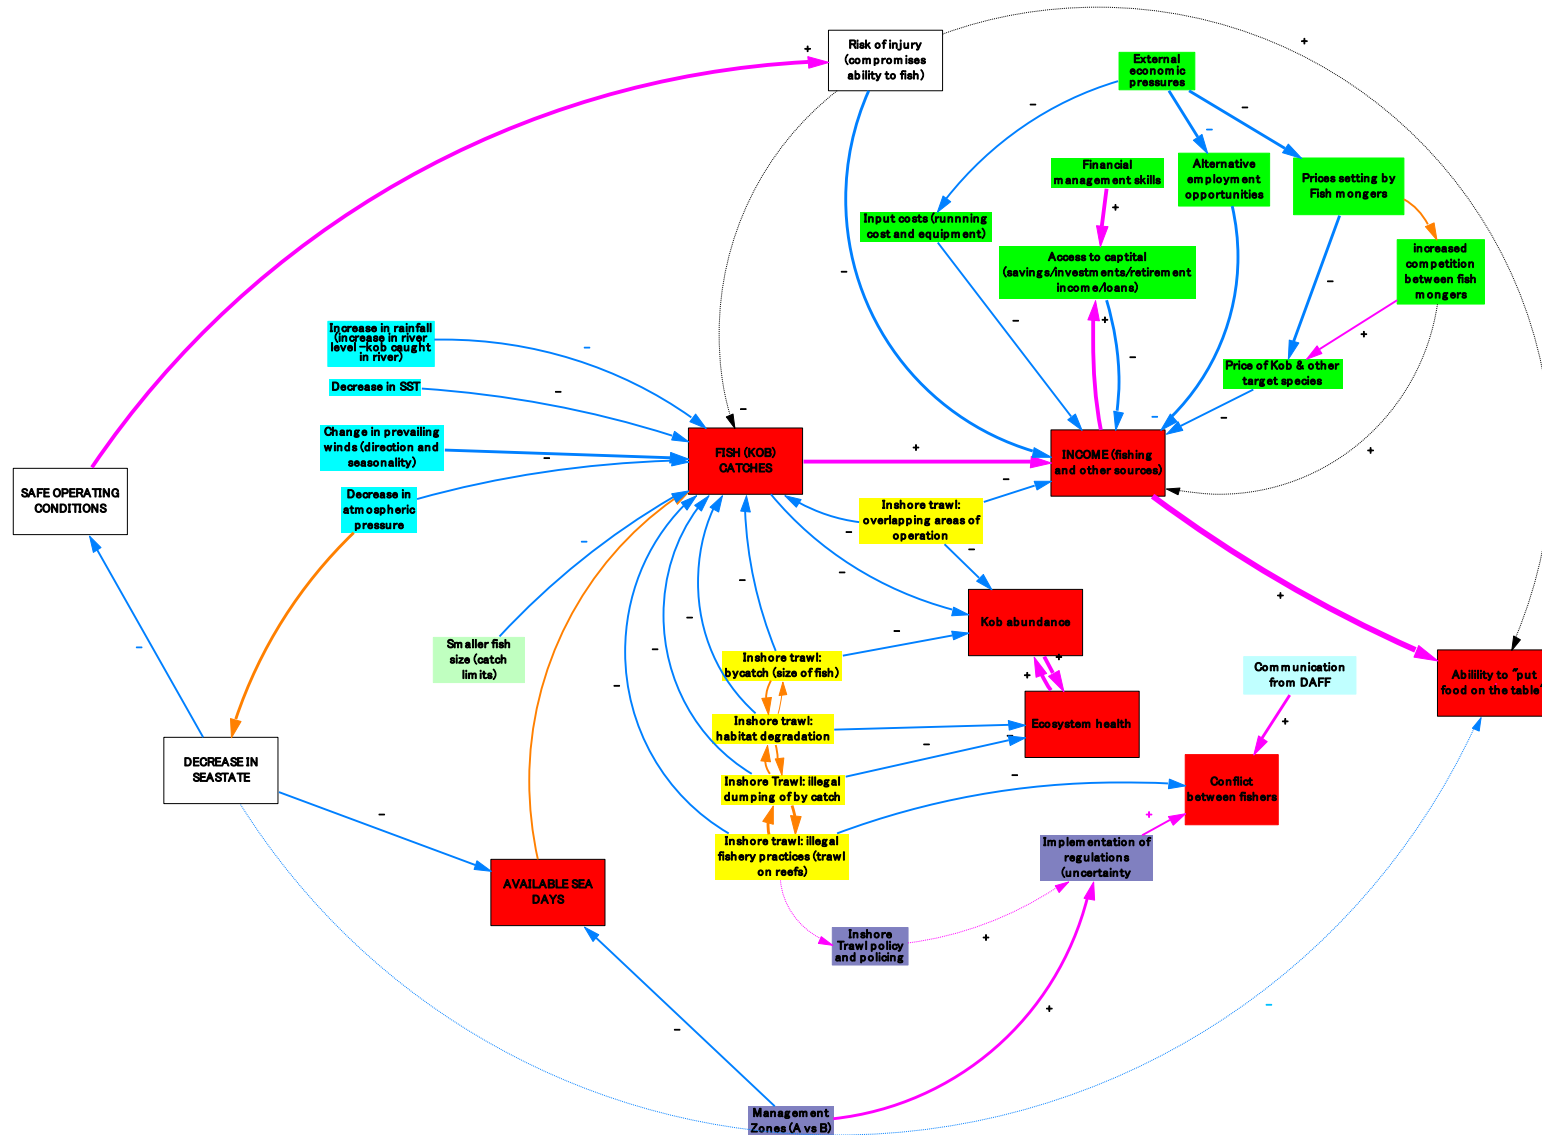 Risk of injury
(compromises
ability to fish)
External
economic
pressures
Financial
management skills
Alternative
employment
opportunities
Prices setting by
Fish mongers
Input costs (runnning
cost and equipment)
Access to captital
(savings/investments/retirement
income/loans)
increased
competition
between fish
mongers
Increase in rainfall
(increase in river
level -kob caught
in river)
Decrease in SST
Price of Kob & other
target species
Change in prevailing
winds (direction and
seasonality)
FISH (KOB)
CATCHES
INCOME (fishing
and other sources)
SAFE OPERATING
CONDITIONS
Decrease in
atmospheric
pressure
Inshore trawl:
overlapping areas of
operation
Kob abundance
Smaller fish
size (catch
limits)
Inshore trawl:
bycatch (size of fish)
Communication
from DAFF
Abilility to "put
food on the table"
Inshore trawl:
habitat degradation
Ecosystem health
DECREASE IN
SEASTATE
Inshore Trawl: illegal
dumping of by catch
Conflict
between fishers
Inshore trawl: illegal
fishery practices (trawl
on reefs)
Implementation of
regulations
(uncertainty
AVAILABLE SEA
DAYS
Inshore
Trawl policy
and policing
Management
Zones (A vs B)